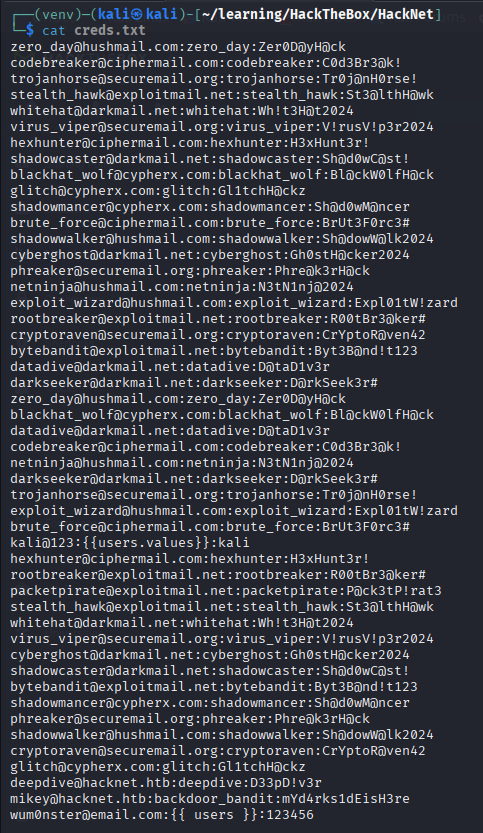 ┌──(venv)─(kali㉿kali)-[~/learning/HackTheBox/HackNet]
└─$ cat creds.txt
zero_day@hushmail.com:zero_day:Zer0D@yH@ck
codebreaker@ciphermail.com:codebreaker:C0d3Br3@k!
trojanhorse@securemail.org:trojanhorse:Tr0j@nH0rse!
stealth_hawk@exploitmail.net:stealth_hawk:St3@lthH@wk
whitehat@darkmail.net:whitehat:Wh!t3H@t2024
virus_viper@securemail.org:virus_viper:V!rusV!p3r2024
hexhunter@ciphermail.com:hexhunter:H3xHunt3r!
shadowcaster@darkmail.net:shadowcaster:Sh@d0wC@st!
blackhat_wolf@cypherx.com:blackhat_wolf:Bl@ckW0lfH@ck
glitch@cypherx.com:glitch:Gl1tchH@ckz
shadowmancer@cypherx.com:shadowmancer:Sh@d0wM@ncer
brute_force@ciphermail.com:brute_force:BrUt3F0rc3#
shadowwalker@hushmail.com:shadowwalker:Sh@dowW@lk2024
cyberghost@darkmail.net:cyberghost:Gh0stH@cker2024
phreaker@securemail.org:phreaker:Phre@k3rH@ck
netninja@hushmail.com:netninja:N3tN1nj@2024
exploit_wizard@hushmail.com:exploit_wizard:Expl01tW!zard
rootbreaker@exploitmail.net:rootbreaker:R00tBr3@ker#
cryptoraven@securemail.org:cryptoraven:CrYptoR@ven42
bytebandit@exploitmail.net:bytebandit:Byt3B@nd!t123
datadive@darkmail.net:datadive:D@taD1v3r
darkseeker@darkmail.net:darkseeker:D@rkSeek3r#
zero_day@hushmail.com:zero_day:Zer0D@yH@ck
blackhat_wolf@cypherx.com:blackhat_wolf:Bl@ckW0lfH@ck
datadive@darkmail.net:datadive:D@taD1v3r
codebreaker@ciphermail.com:codebreaker:C0d3Br3@k!
netninja@hushmail.com:netninja:N3tN1nj@2024
darkseeker@darkmail.net:darkseeker:D@rkSeek3r#
trojanhorse@securemail.org:trojanhorse:Tr0j@nH0rse!
exploit_wizard@hushmail.com:exploit_wizard:Expl01tW!zard
brute_force@ciphermail.com:brute_force:BrUt3F0rc3#
kali@123:{{users.values}}:kali
hexhunter@ciphermail.com:hexhunter:H3xHunt3r!
rootbreaker@exploitmail.net:rootbreaker:R00tBr3@ker#
packetpirate@exploitmail.net:packetpirate:P@ck3tP!rat3
stealth_hawk@exploitmail.net:stealth_hawk:St3@lthH@wk
whitehat@darkmail.net:whitehat:Wh!t3H@t2024
virus_viper@securemail.org:virus_viper:V!rusV!p3r2024
cyberghost@darkmail.net:cyberghost:Gh0stH@cker2024
shadowcaster@darkmail.net:shadowcaster:Sh@d0wC@st!
bytebandit@exploitmail.net:bytebandit:Byt3B@nd!t123
shadowmancer@cypherx.com:shadowmancer:Sh@d0wM@ncer
phreaker@securemail.org:phreaker:Phre@k3rH@ck
shadowwalker@hushmail.com:shadowwalker:Sh@dowW@lk2024
cryptoraven@securemail.org:cryptoraven:CrYptoR@ven42
glitch@cypherx.com:glitch:Gl1tchH@ckz
deepdive@hacknet.htb:deepdive:D33pD!v3r
mikey@hacknet.htb:backdoor_bandit:mYd4rks1dEisH3re
wum0nster@email.com:{{ users }}:123456